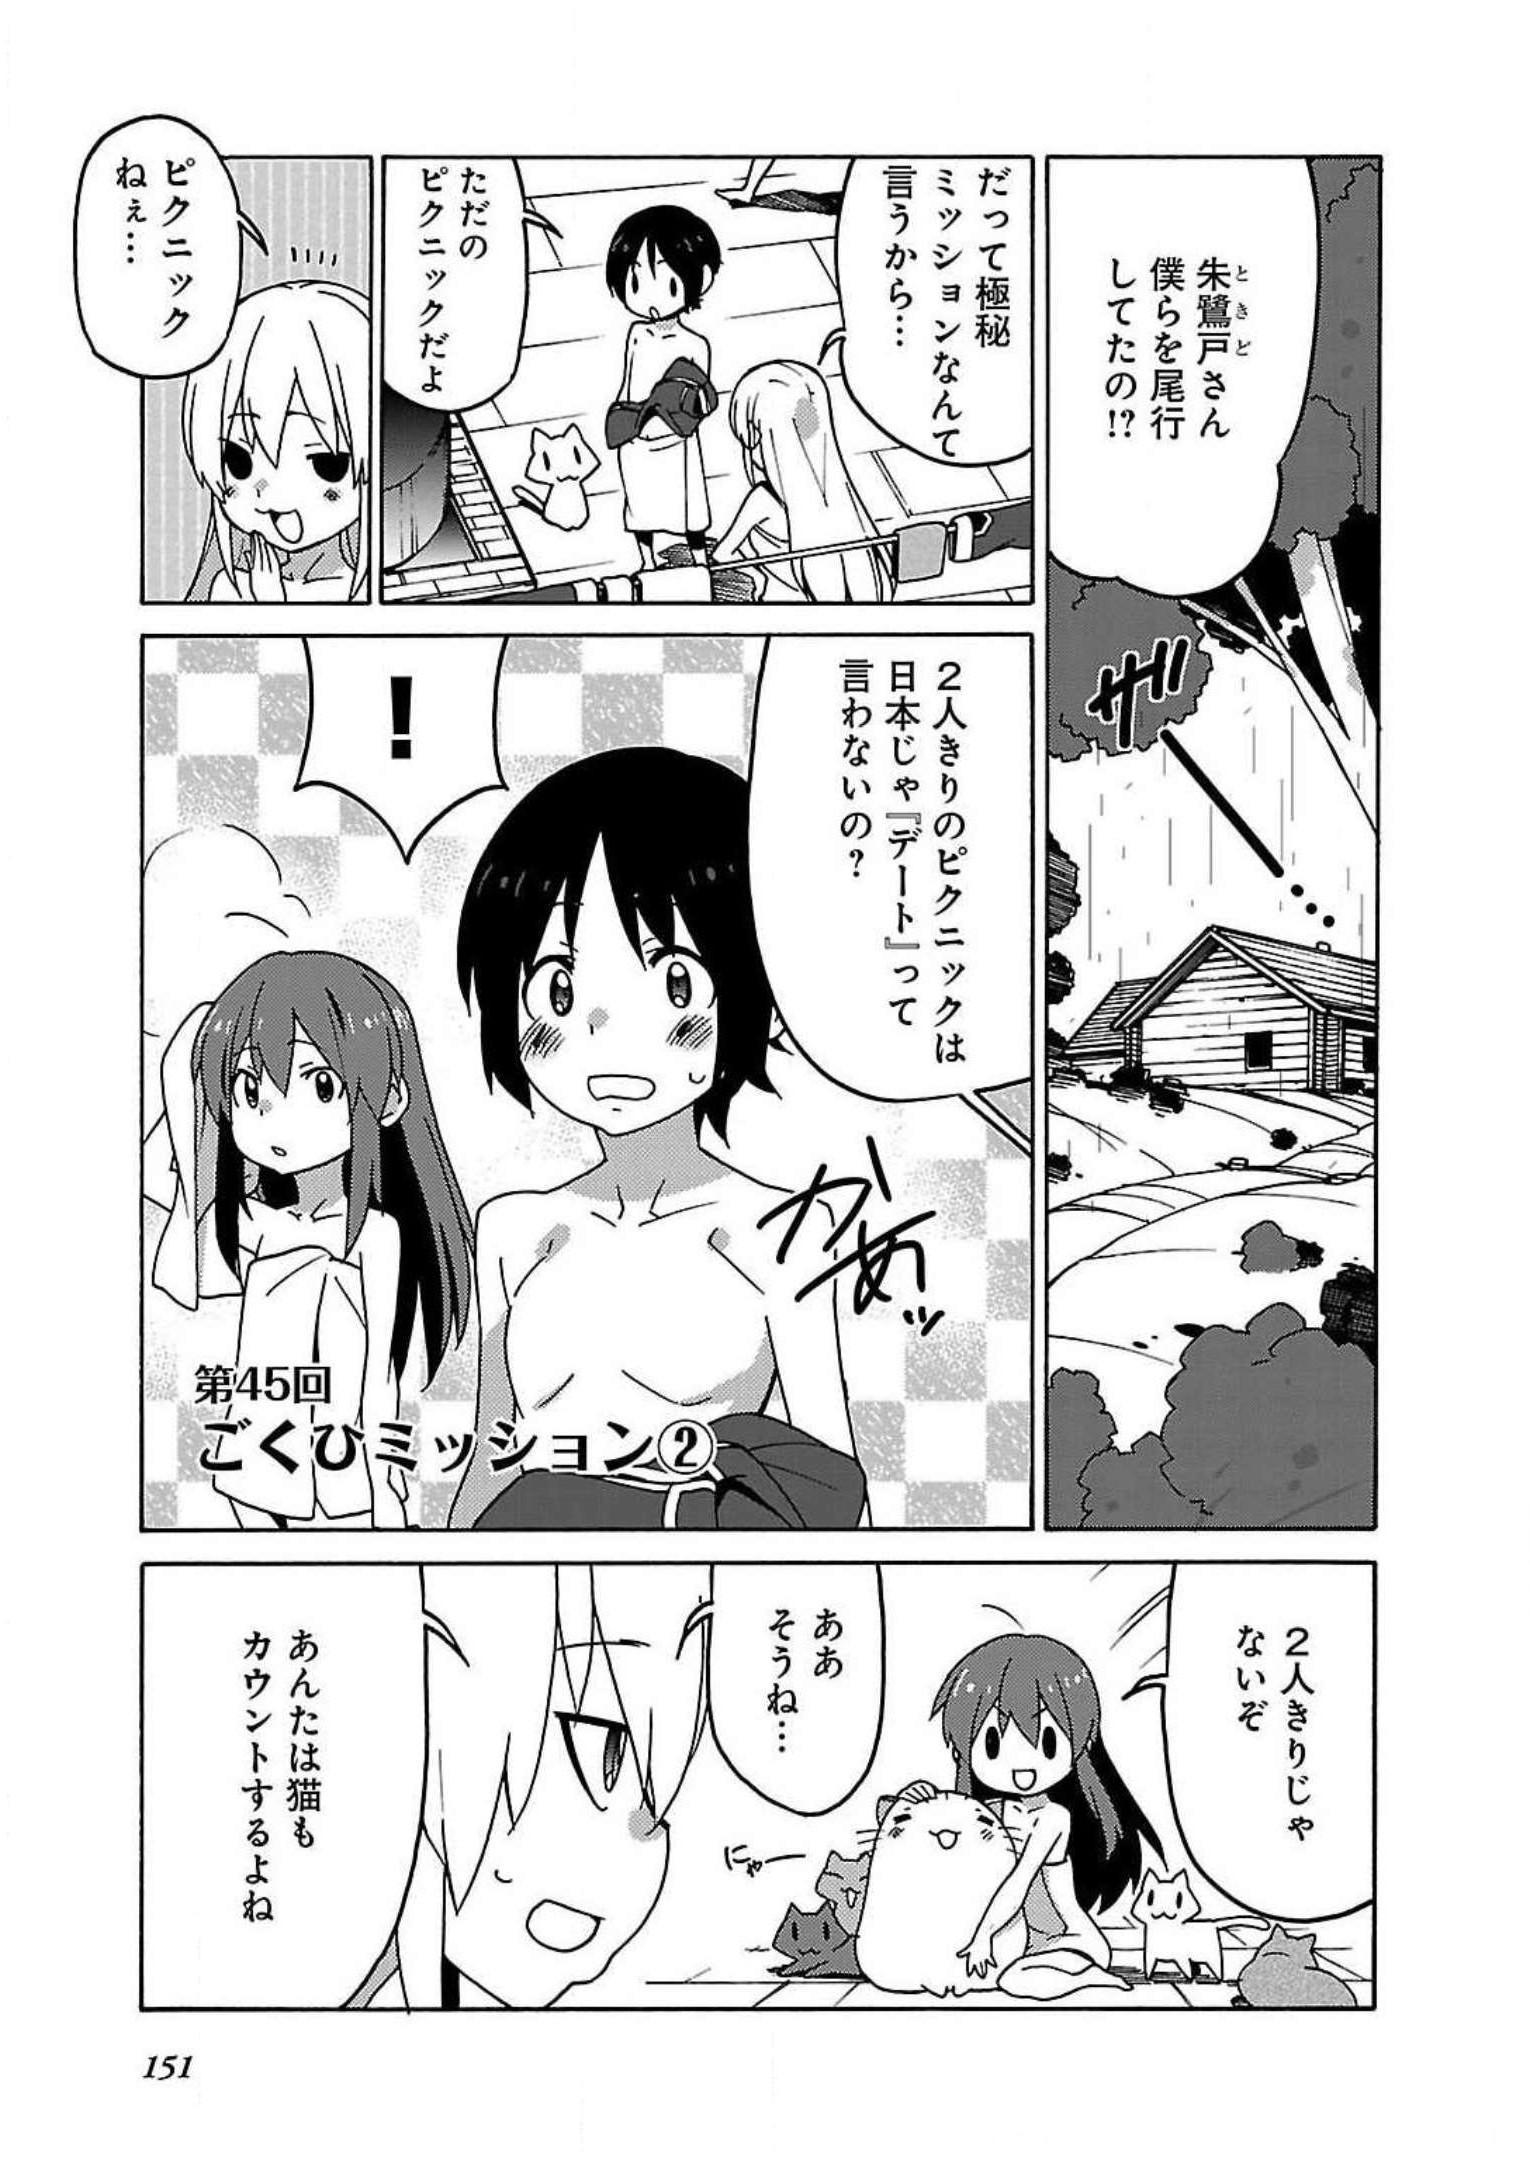 朱鷺戸さん
ときど
僕らを尾行
してたの!?
ザザ
だって極秘
ミッションなんて
言うから…
ただの
ピクニックだよ
ピクニック
ねぇ…
2人きりのピクニックは
日本じゃ『デート』って
言わないの?
!
かあぁッ
第45回
ごくひミッション②
2人きりじゃ
ないぞ
にゃー
ああ
そうね…
あんたは猫も
カウントするよね
151